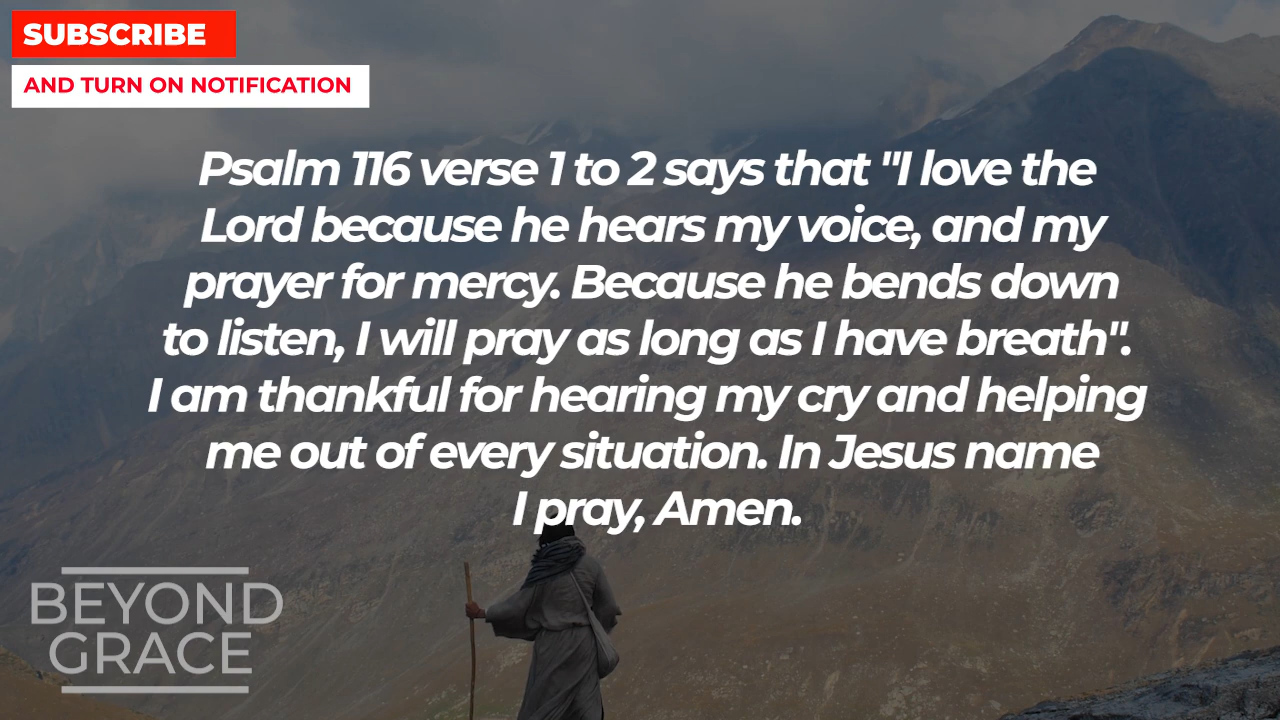 SUBSCRIBE
AND TURN ON NOTIFICATION
Psalm 116 verse 1 to 2 says that "I love the
Lord because he hears my voice, and my
prayer for mercy. Because he bends down
to listen, I will pray as long as I have breath".
I am thankful for hearing my cry and helping
me out of every situation. In Jesus name
I pray, Amen.
BEYOND
GRACE